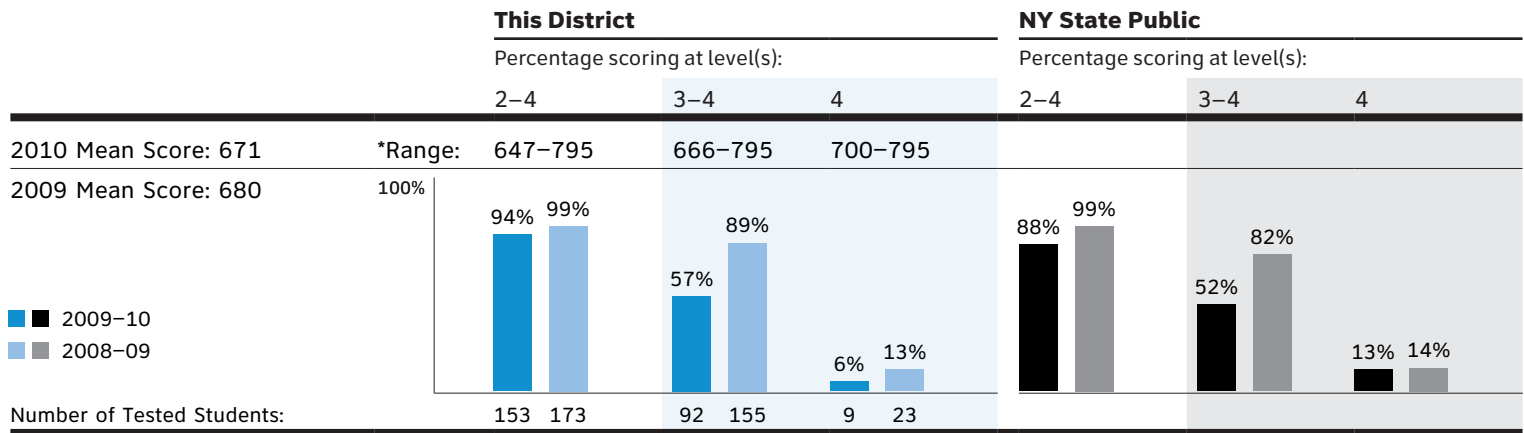 This District NY State Public
Percentage scoring at level(s): Percentage scoring at level(s):
2–4 3–4 4 2–4 3–4 4
2010 Mean Score: 671 *Range: 647–795 666–795 700–795
2009 Mean Score: 680 100%
94% 99% 89% 88% 99% 82%
57% 52%
6% 13% 13% 14%
2009–10
2008–09
Number of Tested Students: 153 173 92 155 9 23